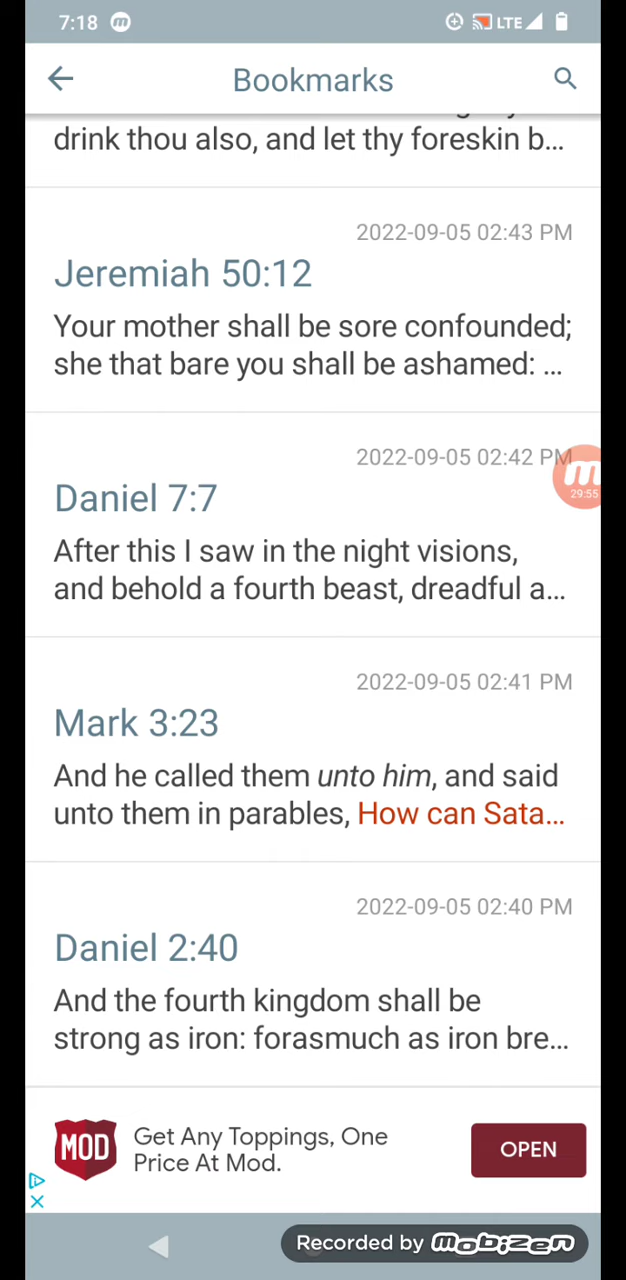 7:18 LTE
Bookmarks
drink thou also, and let thy foreskin b...
2022-09-05 02:43 PM
Jeremiah 50:12
Your mother shall be sore confounded;
she that bare you shall be ashamed: ...
2022-09-05 02:42 PM
29:55
Daniel 7:7
After this I saw in the night visions,
and behold a fourth beast, dreadful a...
2022-09-05 02:41 PM
Mark 3:23
And he called them unto him, and said
unto them in parables, How can Sata...
2022-09-05 02:40 PM
Daniel 2:40
And the fourth kingdom shall be
strong as iron: forasmuch as iron bre...
MOD
Get Any Toppings, One
Price At Mod.
OPEN
Recorded by mobizen